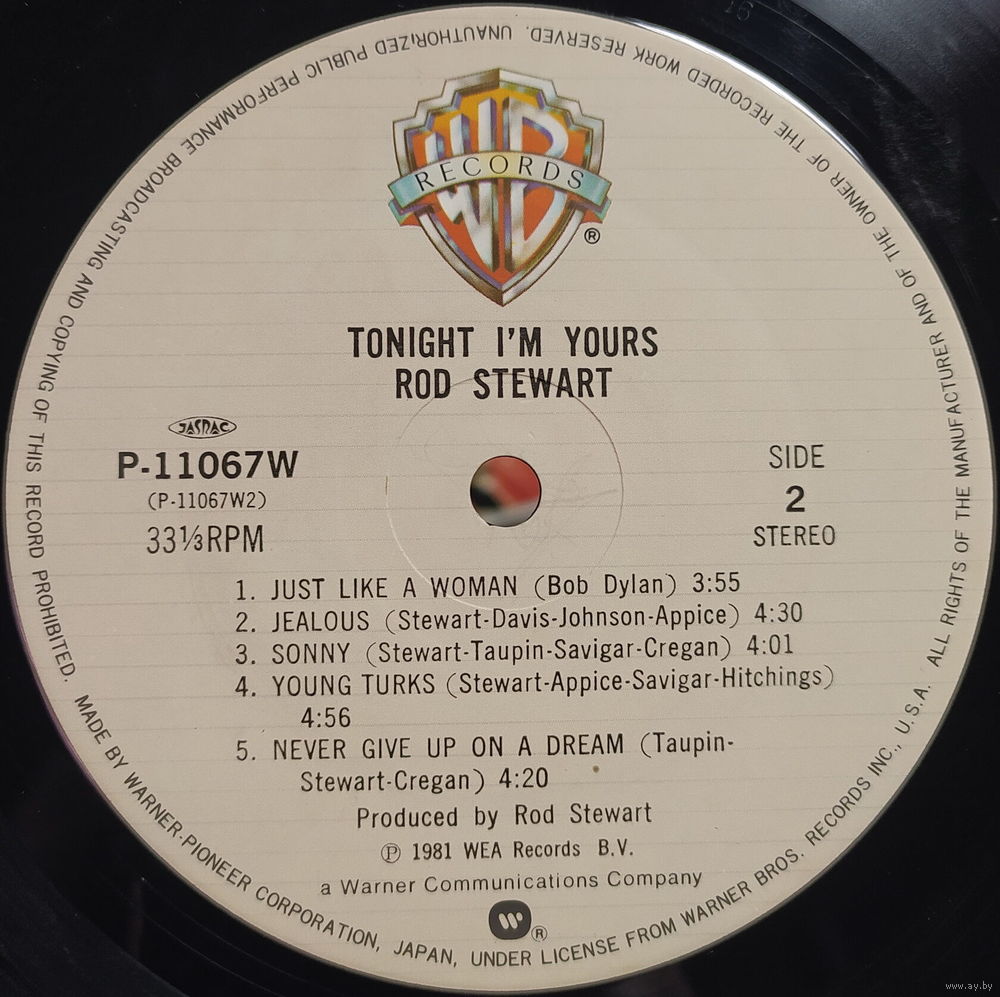 16
WB
RECORDS
®
TONIGHT I'M YOURS
ROD STEWART
JASRAC
P-11067W
(P-11067W2)
33⅓RPM
SIDE
2
STEREO
1. JUST LIKE A WOMAN (Bob Dylan) 3:55
2. JEALOUS (Stewart-Davis-Johnson-Appice) 4:30
3. SONNY (Stewart-Taupin-Savigar-Cregan) 4:01
4. YOUNG TURKS (Stewart-Appice-Savigar-Hitchings)
4:56
5. NEVER GIVE UP ON A DREAM (Taupin-
Stewart-Cregan) 4:20
Produced by Rod Stewart
Ⓟ 1981 WEA Records B.V.
a Warner Communications Company
®
MADE BY WARNER-PIONEER CORPORATION, JAPAN, UNDER LICENSE FROM WARNER BROS. RECORDS INC., U.S.A. ALL RIGHTS OF THE MANUFACTURER AND OF THE OWNER OF THE RECORDED WORK RESERVED. UNAUTHORIZED PUBLIC PERFORMANCE BROADCASTING AND COPYING OF THIS RECORD PROHIBITED.
www.ay.by